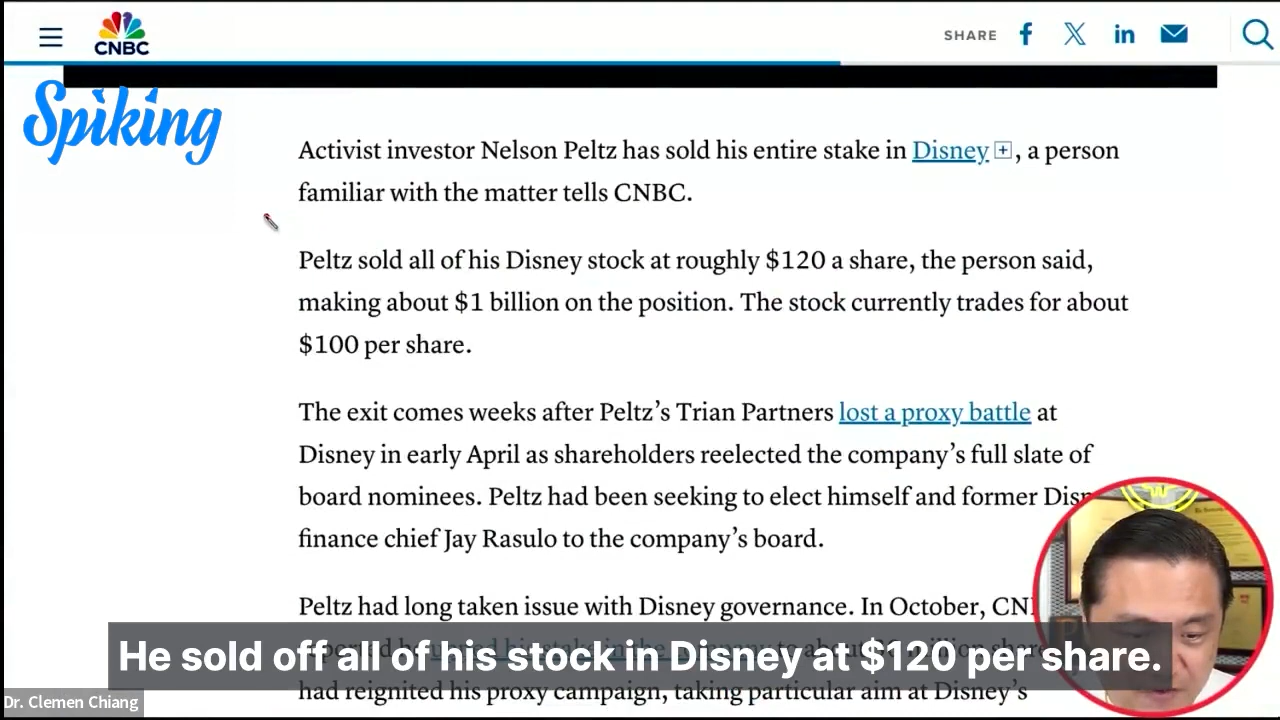 CNBC
SHARE
Spiking
Activist investor Nelson Peltz has sold his entire stake in Disney, a person
familiar with the matter tells CNBC.
Peltz sold all of his Disney stock at roughly $120 a share, the person said,
making about $1 billion on the position. The stock currently trades for about
$100 per share.
The exit comes weeks after Peltz’s Trian Partners lost a proxy battle at
Disney in early April as shareholders reelected the company’s full slate of
board nominees. Peltz had been seeking to elect himself and former
finance chief Jay Rasulo to the company’s board.
Peltz had long taken issue with Disney governance. In October,
He sold off all of his stock in Disney at $120 per share.
had reignited his proxy campaign, taking particular aim at Disney’s
Dr. Clemen Chiang